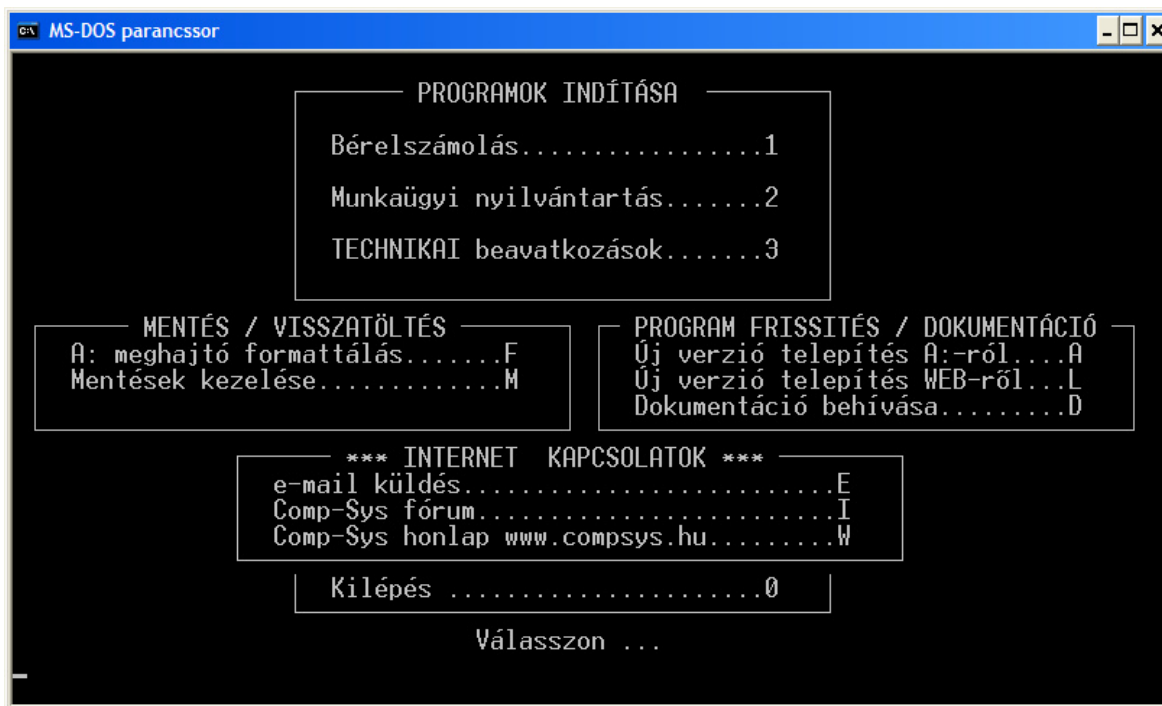 MS-DOS parancssor
PROGRAMOK INDÍTÁSA
Bérelszámolás.................1
Munkaügyi nyilvántartás.......2
TECHNIKAI beavatkozások.......3
MENTÉS / VISSZATÖLTÉS
A: meghajtó formattálás.......F
Mentések kezelése.............M
PROGRAM FRISSITÉS / DOKUMENTÁCIÓ
Új verzió telepítés A:-ról....A
Új verzió telepítés WEB-ről...L
Dokumentáció behívása.........D
*** INTERNET  KAPCSOLATOK ***
e-mail küldés..........................E
Comp-Sys fórum.........................I
Comp-Sys honlap www.compsys.hu.........W
Kilépés ......................0
Válasszon ...